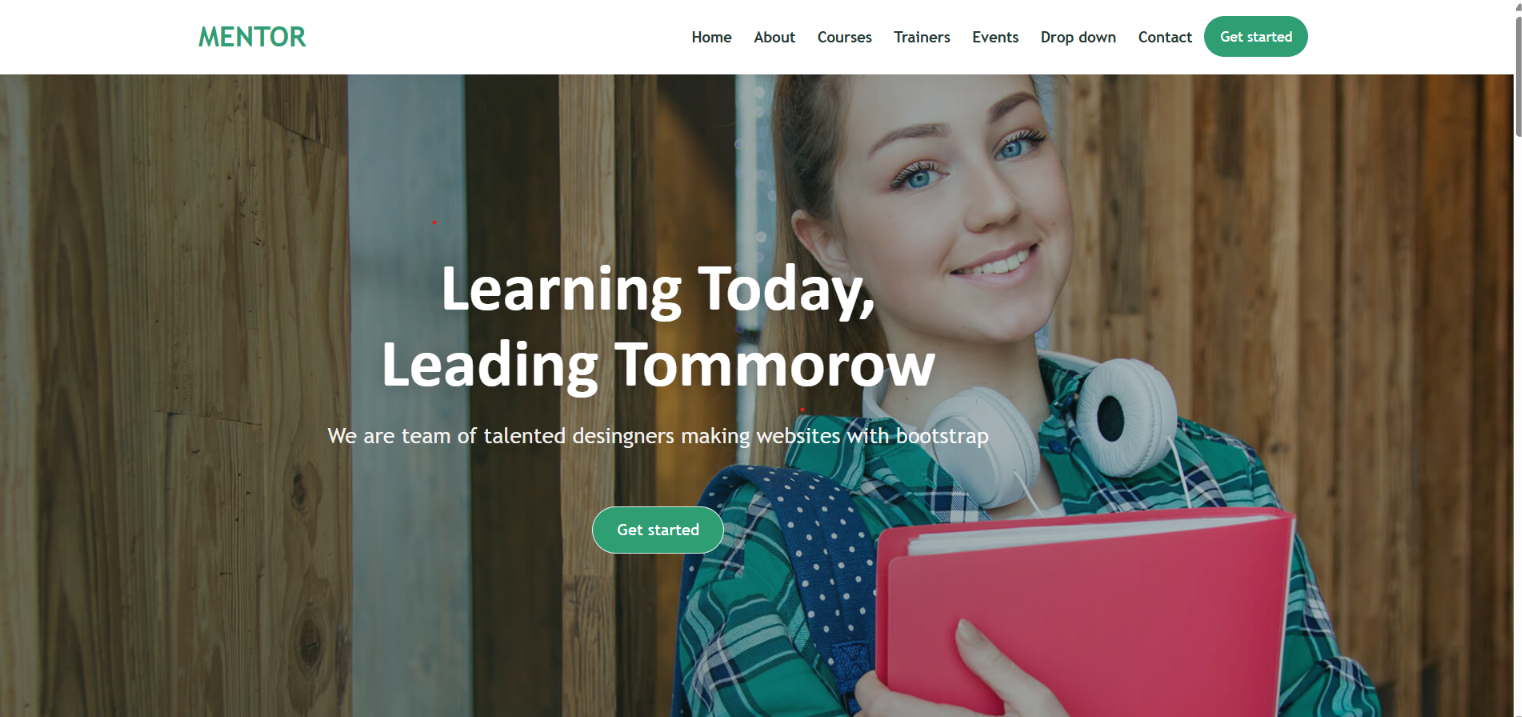 MENTOR
Home About Courses Trainers Events Drop down Contact Get started
Learning Today,
Leading Tommorow
We are team of talented desingners making websites with bootstrap
Get started